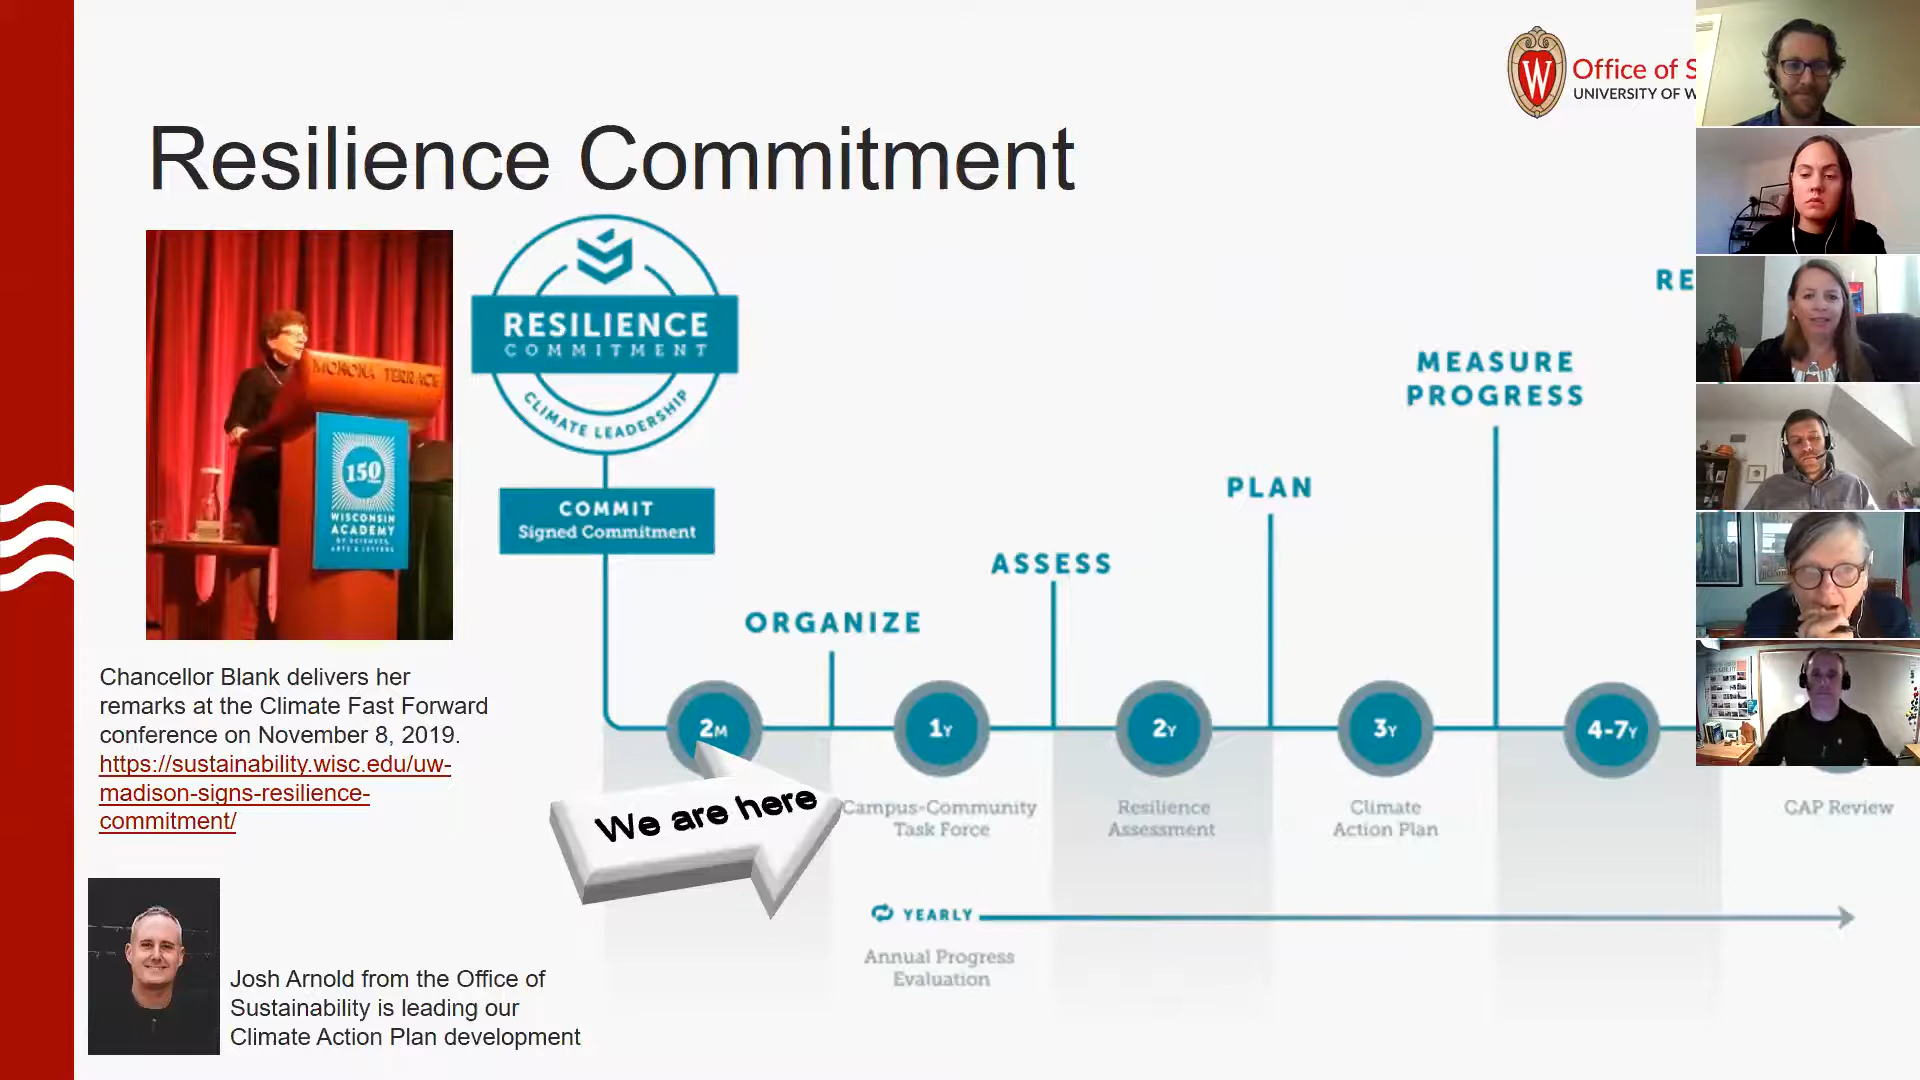 Office of S
UNIVERSITY OF W
Resilience Commitment
RESILIENCE
COMMITMENT
CLIMATE LEADERSHIP
COMMIT
Signed Commitment
ORGANIZE
ASSESS
PLAN
MEASURE
PROGRESS
RE
MONONA TERRACE
150
WISCONSIN
ACADEMY
OF SCIENCES,
ARTS & LETTERS
2M
1Y
2Y
3Y
4-7Y
We are here
Campus-Community
Task Force
Resilience
Assessment
Climate
Action Plan
CAP Review
YEARLY
Annual Progress
Evaluation
Chancellor Blank delivers her
remarks at the Climate Fast Forward
conference on November 8, 2019.
https://sustainability.wisc.edu/uw-
madison-signs-resilience-
commitment/
Josh Arnold from the Office of
Sustainability is leading our
Climate Action Plan development